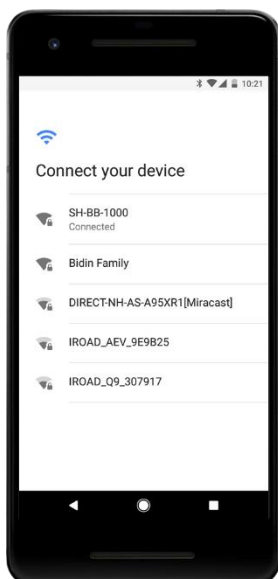 10:21
Connect your device
SH-BB-1000
Connected
Bidin Family
DIRECT-NH-AS-A95XR1[Miracast]
IROAD_AEV_9E9B25
IROAD_Q9_307917